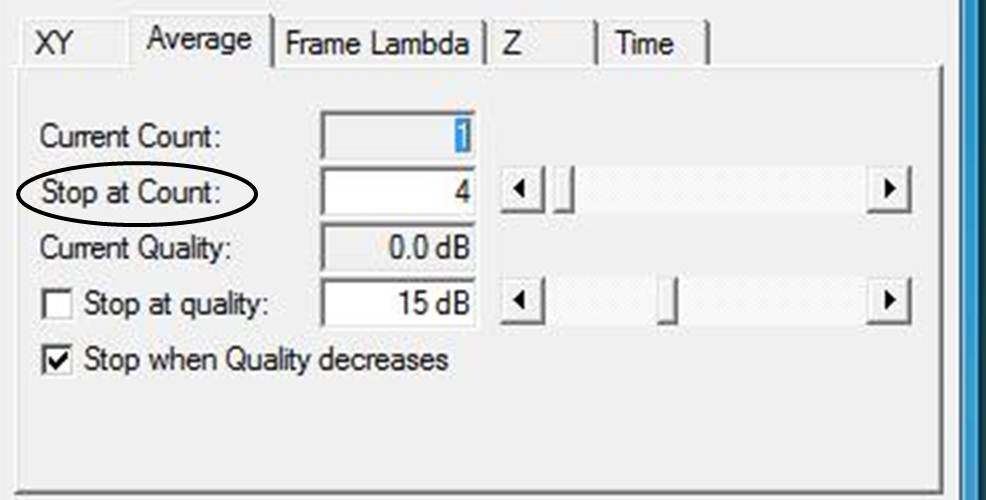 XY Average Frame Lambda Z Time
Current Count: 1
Stop at Count: 4
Current Quality: 0.0 dB
Stop at quality: 15 dB
Stop when Quality decreases